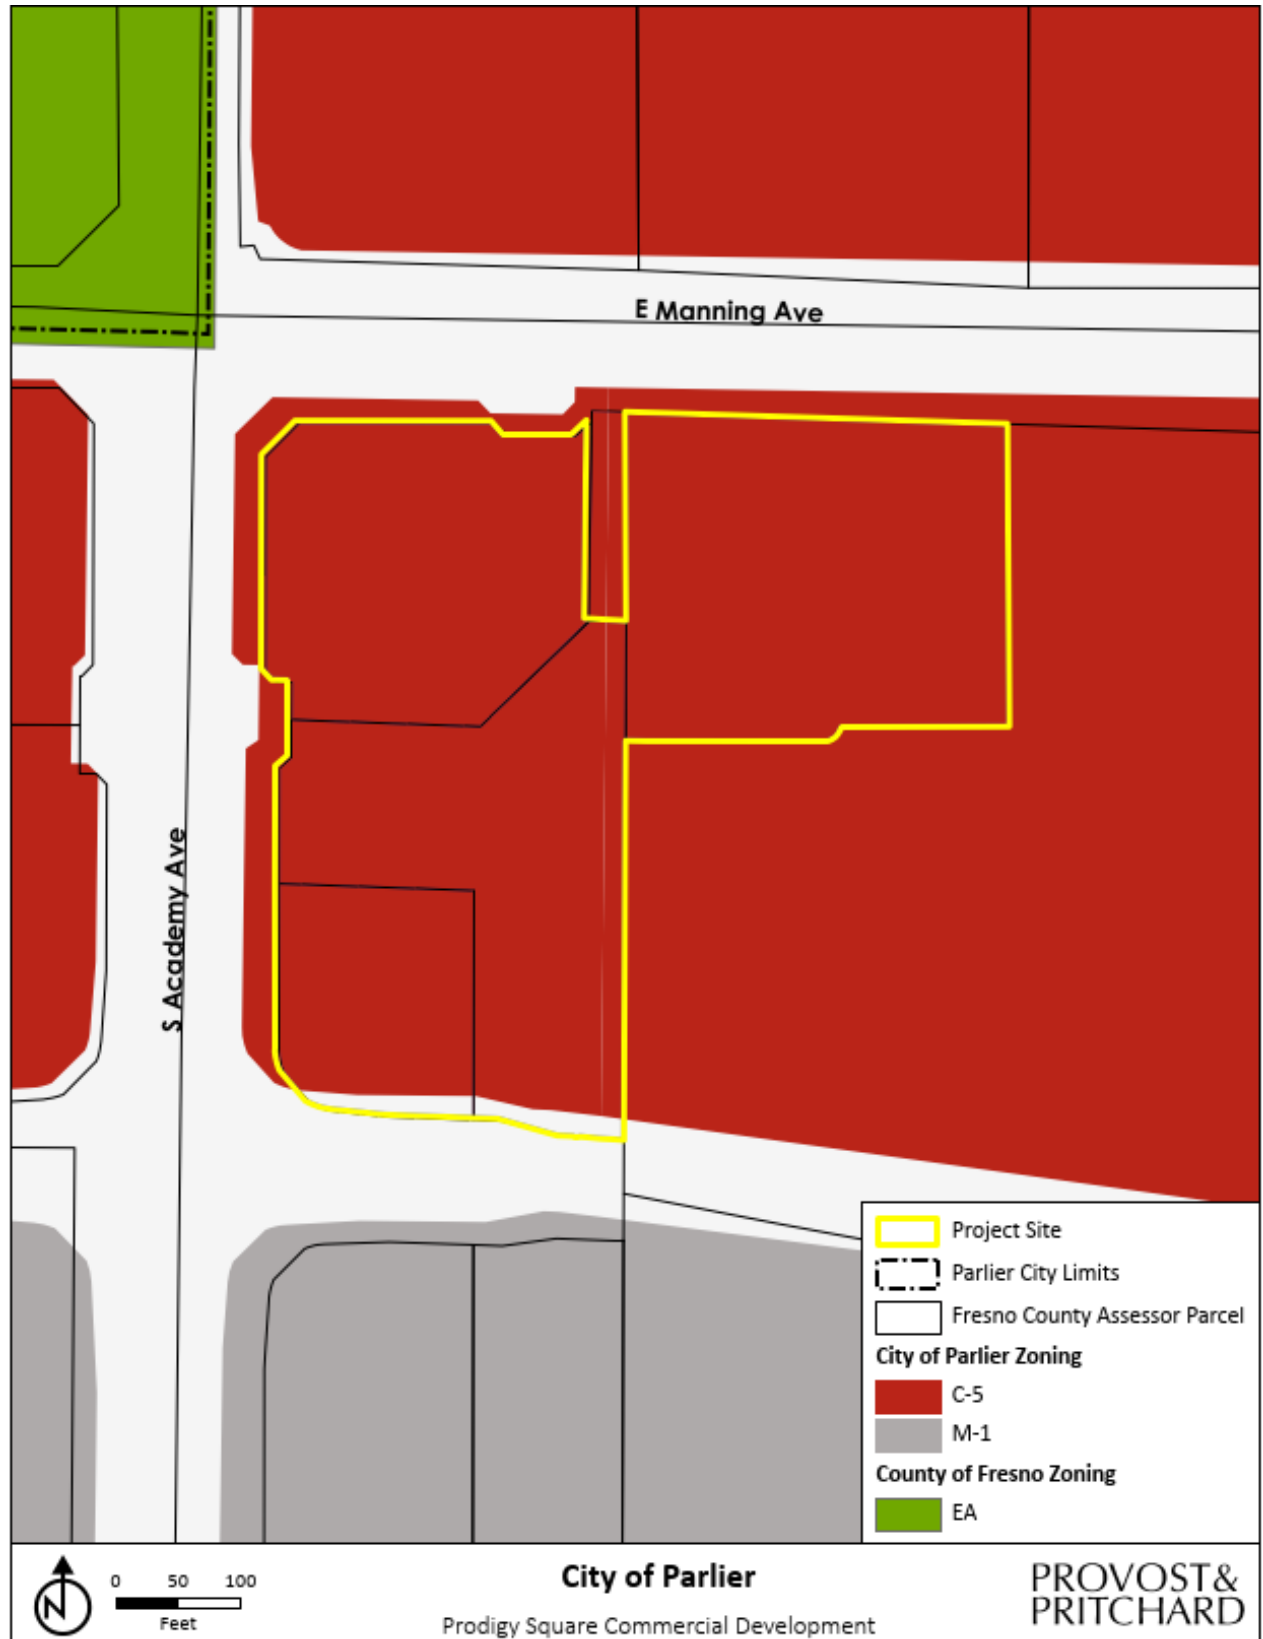 E Manning Ave
S Academy Ave
Project Site
Parlier City Limits
Fresno County Assessor Parcel
City of Parlier Zoning
C-5
M-1
County of Fresno Zoning
EA
N
0 50 100
Feet
City of Parlier
Prodigy Square Commercial Development
PROVOST&
PRITCHARD